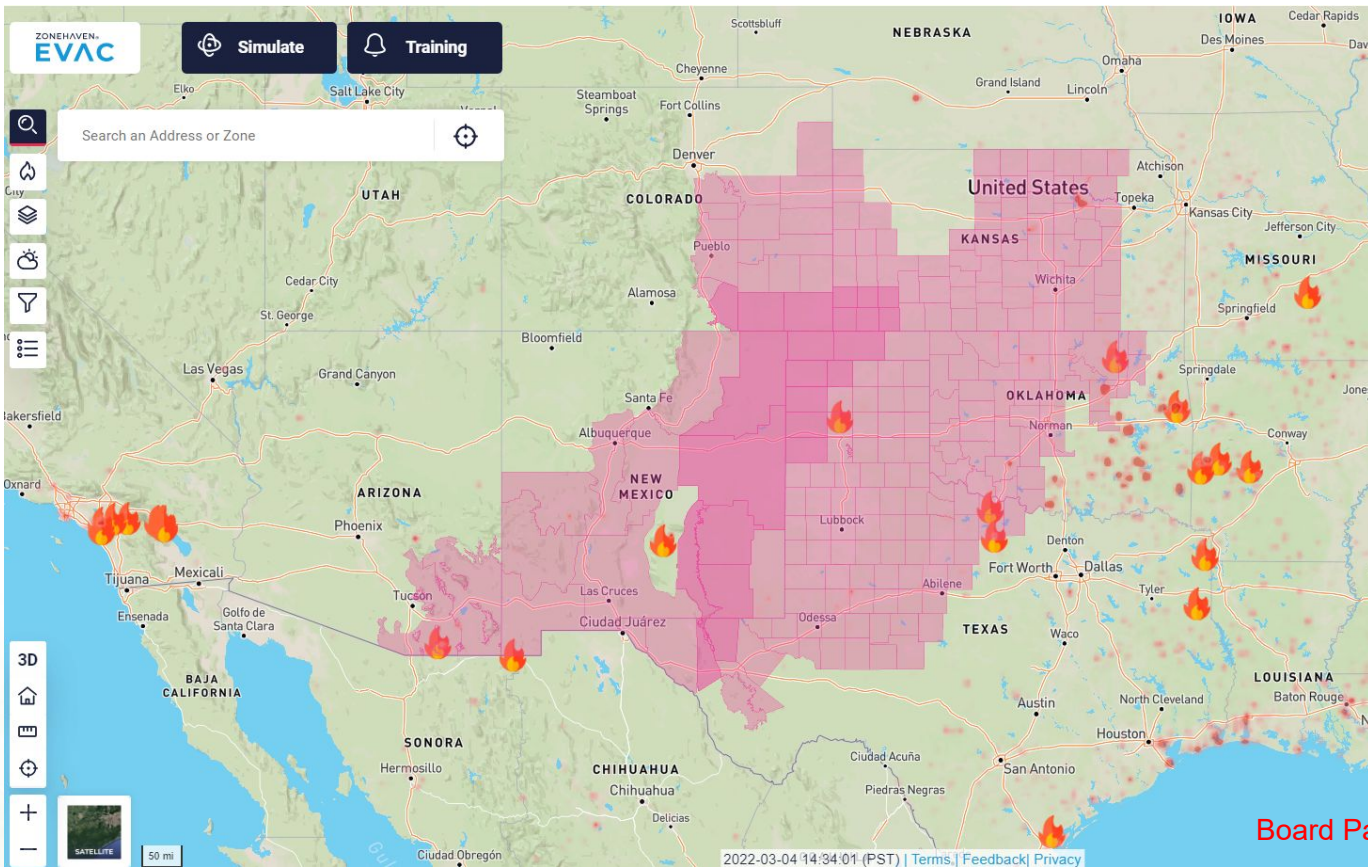 ZONEHAVEN
EVAC
Simulate
Training
Search an Address or Zone
Scottsbluff
NEBRASKA
IOWA
Cedar Rapids
Des Moines
Omaha
Cheyenne
Grand Island
Lincoln
Elko
Salt Lake City
Steamboat
Springs
Fort Collins
Denver
Atchison
United States
Topeka
Kansas City
UTAH
COLORADO
Jefferson City
KANSAS
MISSOURI
Pueblo
Cedar City
Wichita
Alamosa
St. George
Springfield
Bloomfield
Las Vegas
Grand Canyon
Springdale
Santa Fe
OKLAHOMA
Albuquerque
Norman
Conway
Oxnard
ARIZONA
NEW
MEXICO
Phoenix
Lubbock
Denton
Fort Worth
Dallas
Tijuana
Mexicali
Tucson
Las Cruces
Abilene
Tyler
Ensenada
Golfo de
Santa Clara
Ciudad Juárez
Odessa
TEXAS
Waco
3D
BAJA
CALIFORNIA
LOUISIANA
Austin
North Cleveland
Baton Rouge
SONORA
Houston
Hermosillo
CHIHUAHUA
Ciudad Acuña
San Antonio
Chihuahua
Piedras Negras
Delicias
Board Pa
SATELLITE
50 mi
Ciudad Obregón
2022-03-04 14:34:01 (PST) | Terms | Feedback | Privacy